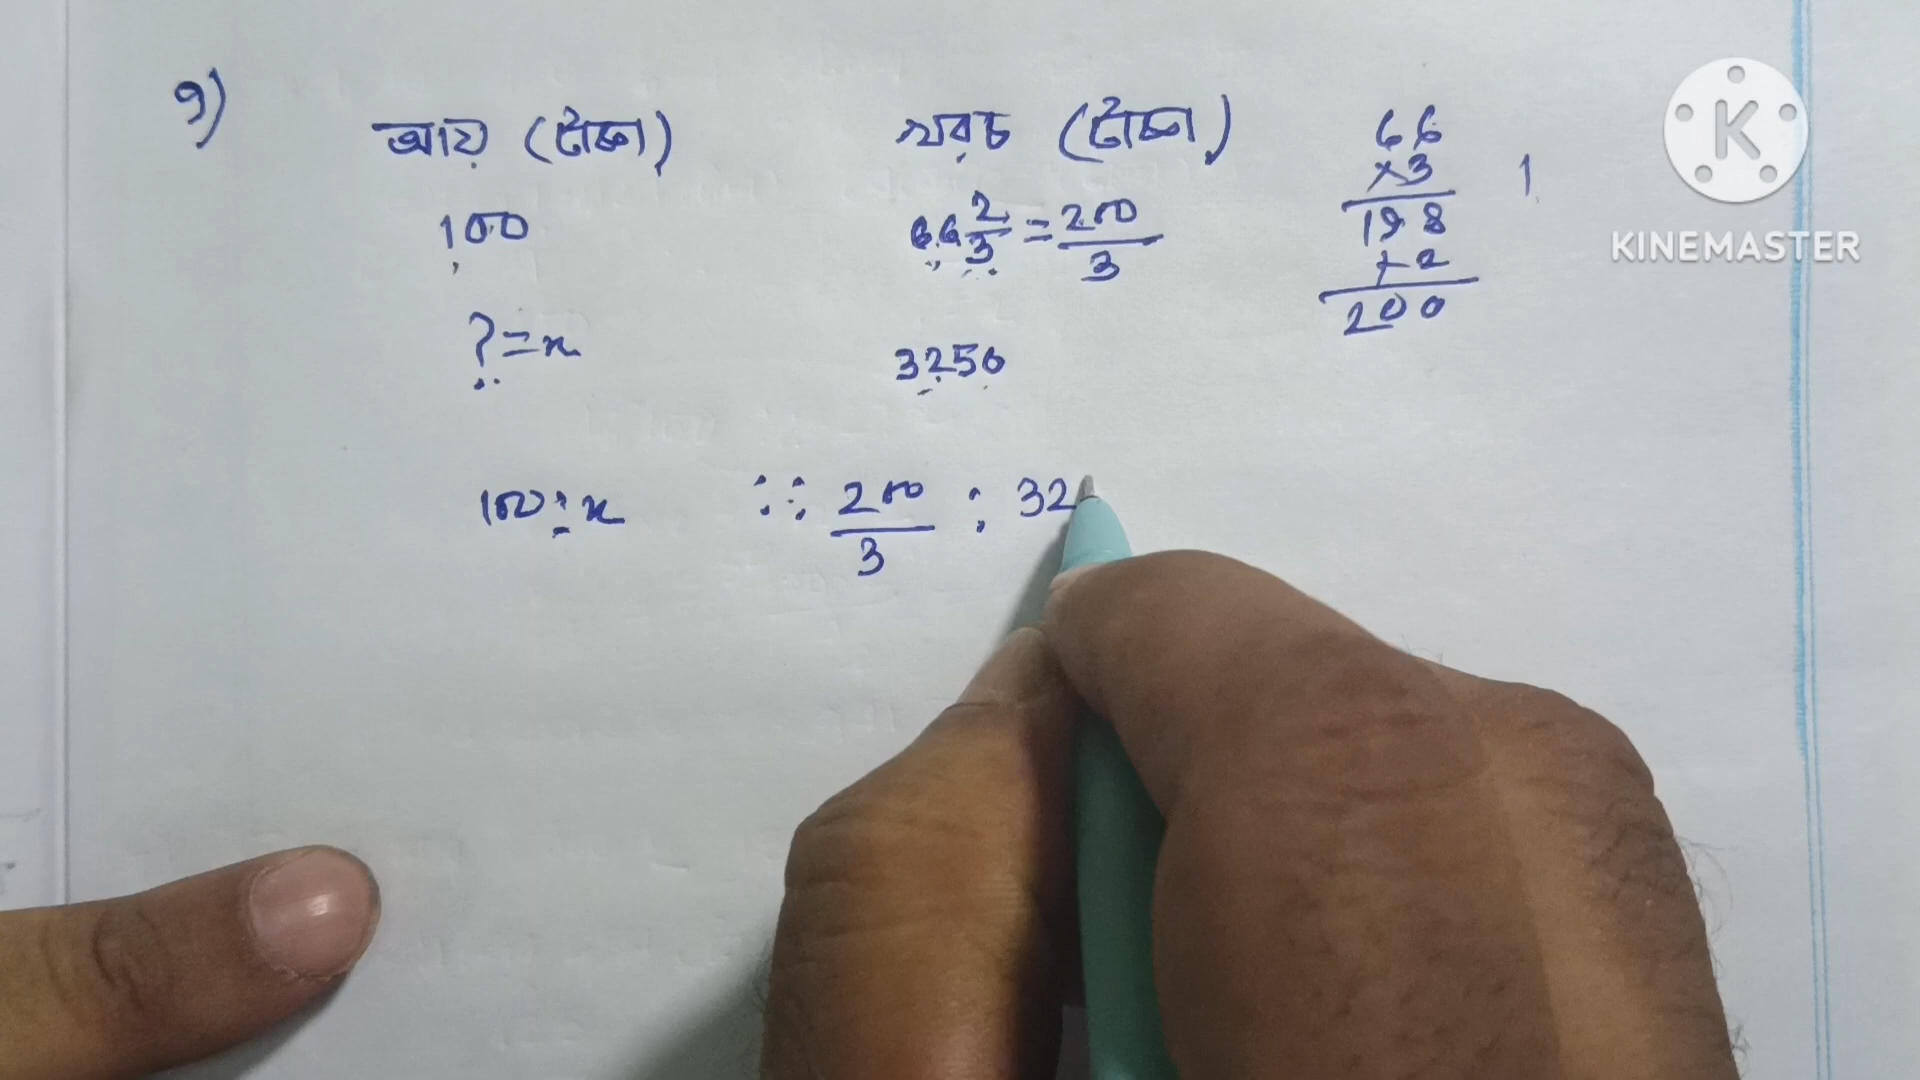 9)
আয় (টাকা) খরচ (টাকা)
100 66 2/3 = 200/3
? = x 3250
66
×3
198
+2
200
1
100 : x :: 200/3 : 32
K
KINEMASTER